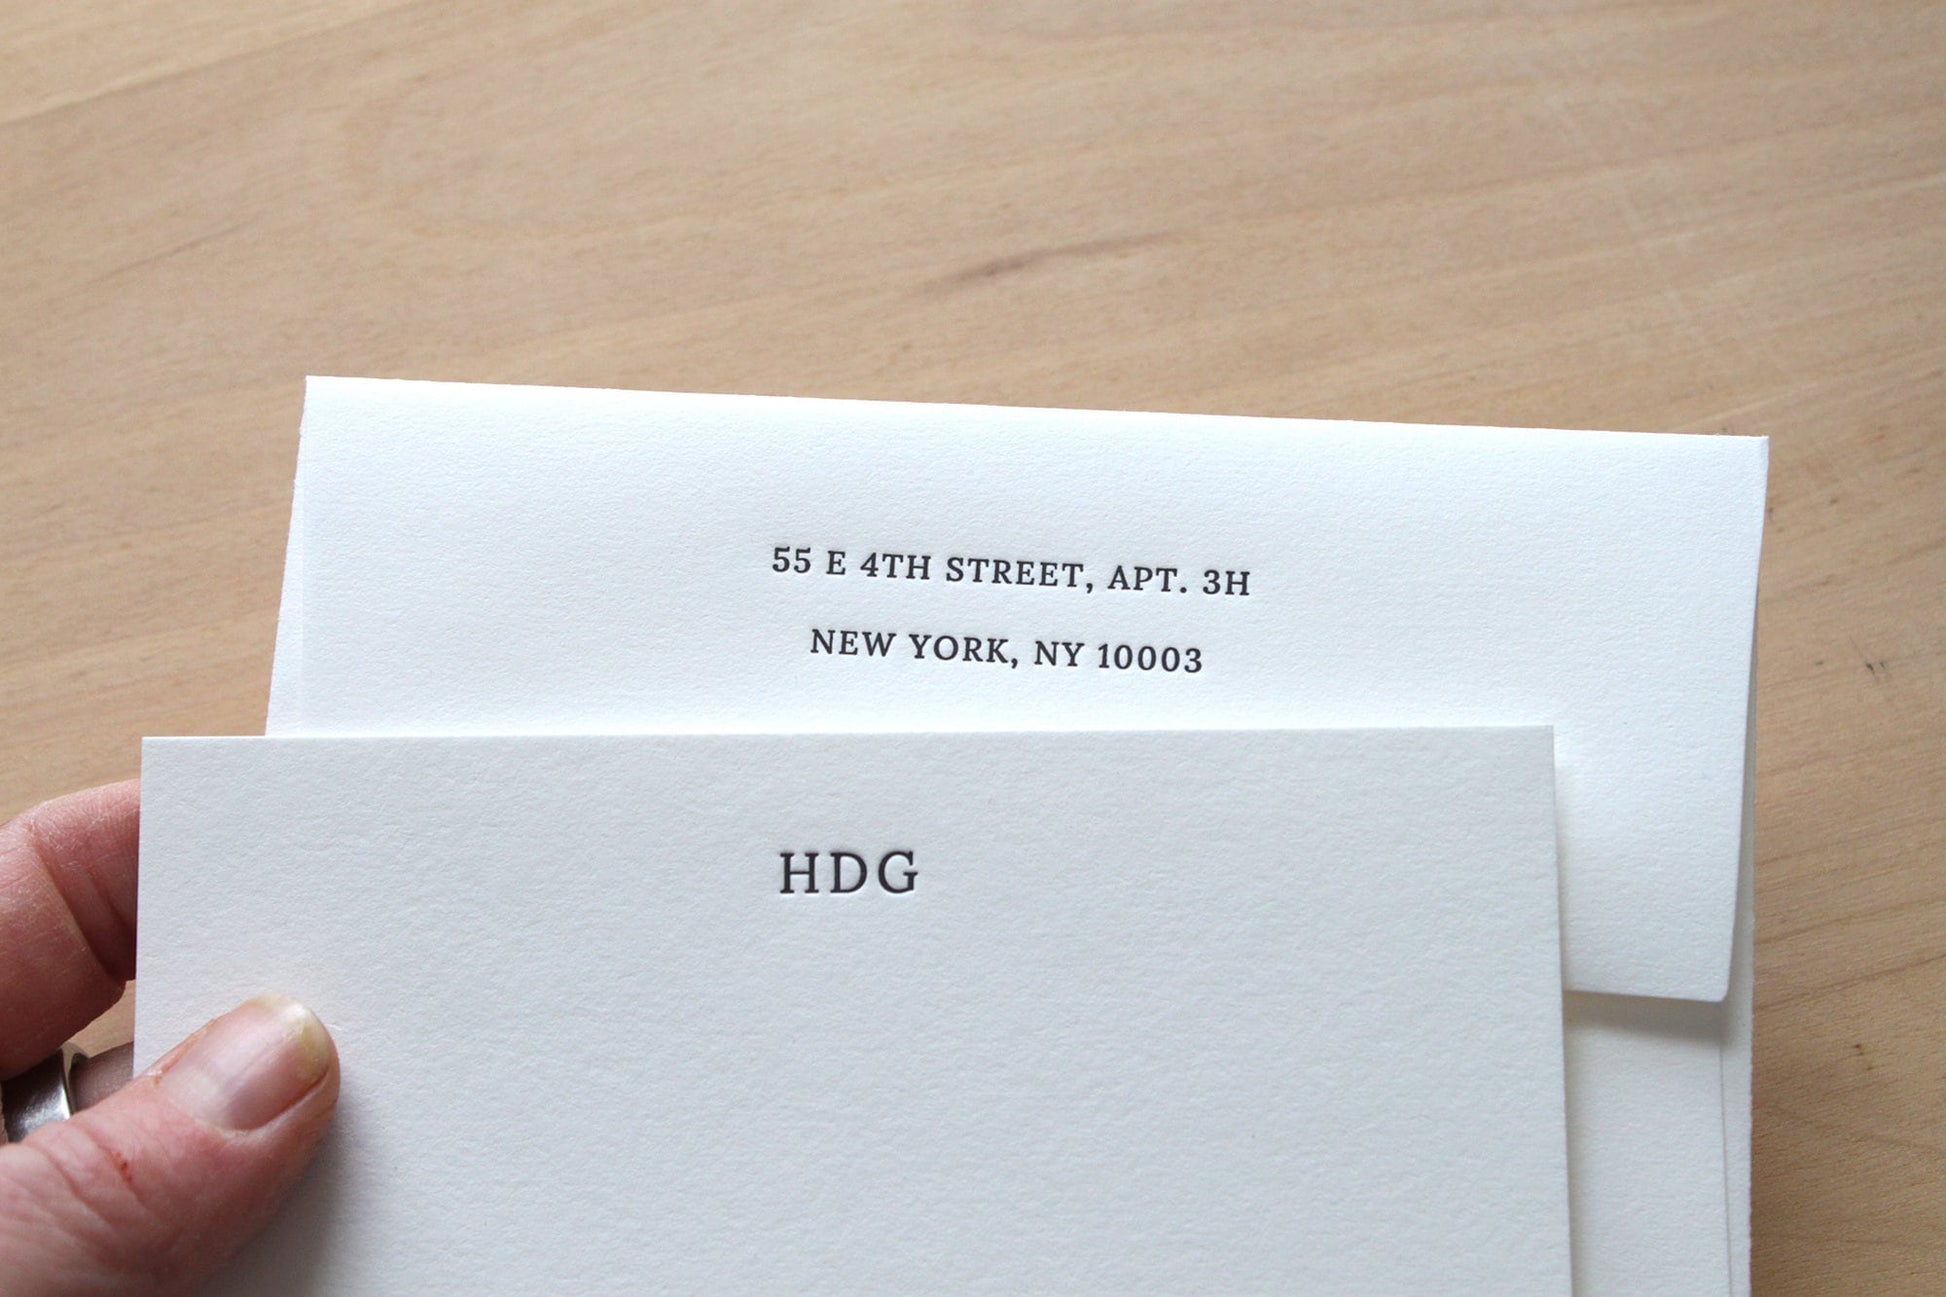 55 E 4TH STREET, APT. 3H
NEW YORK, NY 10003
HDG